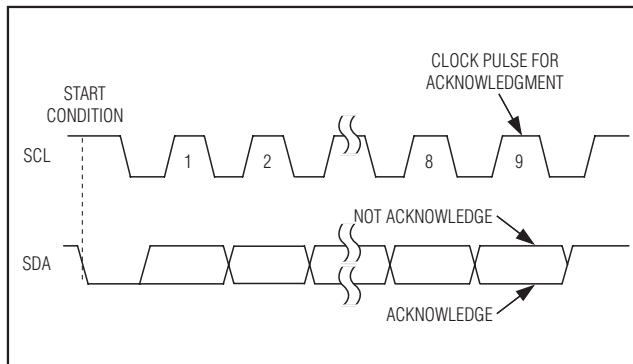 CLOCK PULSE FOR
ACKNOWLEDGMENT
START
CONDITION
SCL
1
2
8
9
NOT ACKNOWLEDGE
SDA
ACKNOWLEDGE